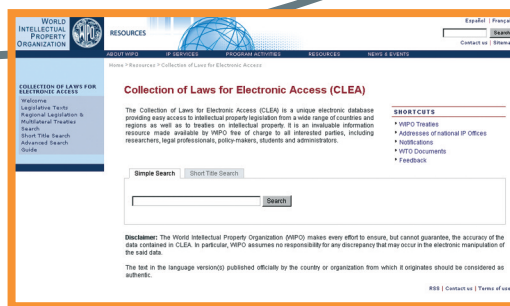 WORLD
INTELLECTUAL
PROPERTY
ORGANIZATION
RESOURCES
Español | Français
Search
Contact us | Sitemap
ABOUT WIPO IP SERVICES PROGRAM ACTIVITIES RESOURCES NEWS & EVENTS
Home > Resources > Collection of Laws for Electronic Access
COLLECTION OF LAWS FOR
ELECTRONIC ACCESS
Welcome
Legislative Texts
Regional Legislation &
Multilateral Treaties
Search
Short Title Search
Advanced Search
Guide
Collection of Laws for Electronic Access (CLEA)
The Collection of Laws for Electronic Access (CLEA) is a unique electronic database
providing easy access to intellectual property legislation from a wide range of countries and
regions as well as to treaties on intellectual property. It is an invaluable information
resource made available by WIPO free of charge to all interested parties, including
researchers, legal professionals, policy-makers, students and administrators.
SHORTCUTS
WIPO Treaties
Addresses of national IP Offices
Notifications
WTO Documents
Feedback
Simple Search Short Title Search
Search
Disclaimer: The World Intellectual Property Organization (WIPO) makes every effort to ensure, but cannot guarantee, the accuracy of the
data contained in CLEA. In particular, WIPO assumes no responsibility for any discrepancy that may occur in the electronic manipulation of
the said data.
The text in the language version(s) published officially by the country or organization from which it originates should be considered as
authentic.
RSS | Contact us | Terms of use